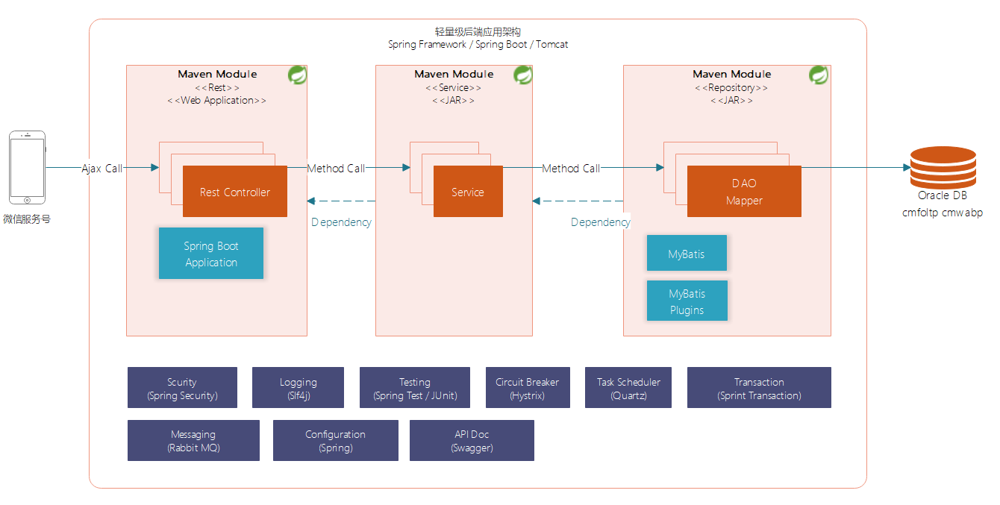 轻量级后端应用架构
Spring Framework / Spring Boot / Tomcat
Maven Module
<<Rest>>
<<Web Application>>
Maven Module
<<Service>>
<<JAR>>
Maven Module
<<Repository>>
<<JAR>>
微信服务号
Ajax Call
Rest Controller
Spring Boot
Application
Method Call
Dependency
Service
Method Call
Dependency
DAO
Mapper
MyBatis
MyBatis
Plugins
Oracle DB
cmfoltp cmwabp
Scurity
(Spring Security)
Logging
(Slf4j)
Testing
(Spring Test / JUnit)
Circuit Breaker
(Hystrix)
Task Scheduler
(Quartz)
Transaction
(Sprint Transaction)
Messaging
(Rabbit MQ)
Configuration
(Spring)
API Doc
(Swagger)